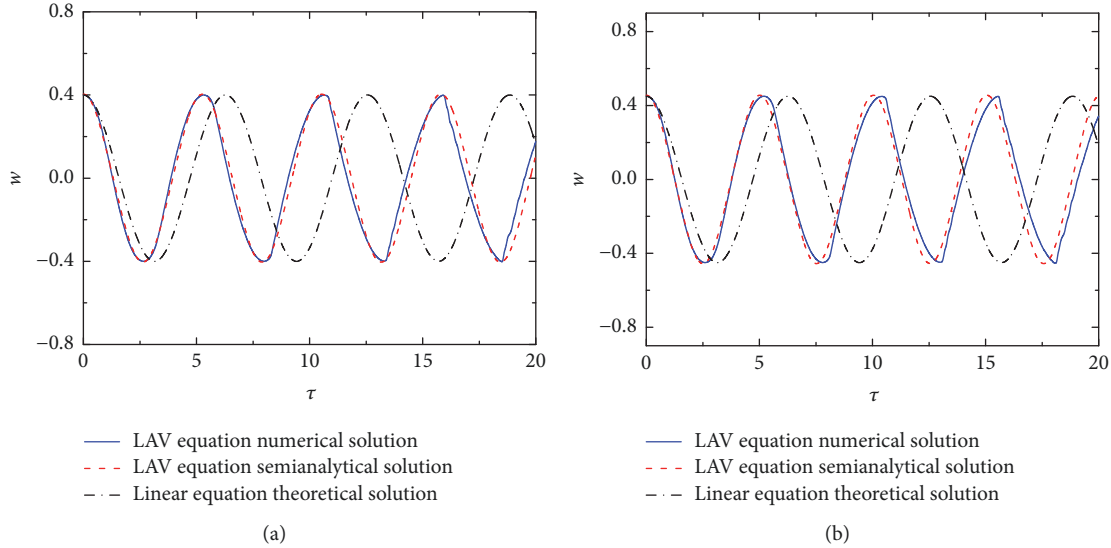 0.8
0.4
0.0
−0.4
−0.8
w
0 5 10 15 20
τ
LAV equation numerical solution
LAV equation semianalytical solution
Linear equation theoretical solution
(a)
0.8
0.4
0.0
−0.4
−0.8
w
0 5 10 15 20
τ
LAV equation numerical solution
LAV equation semianalytical solution
Linear equation theoretical solution
(b)